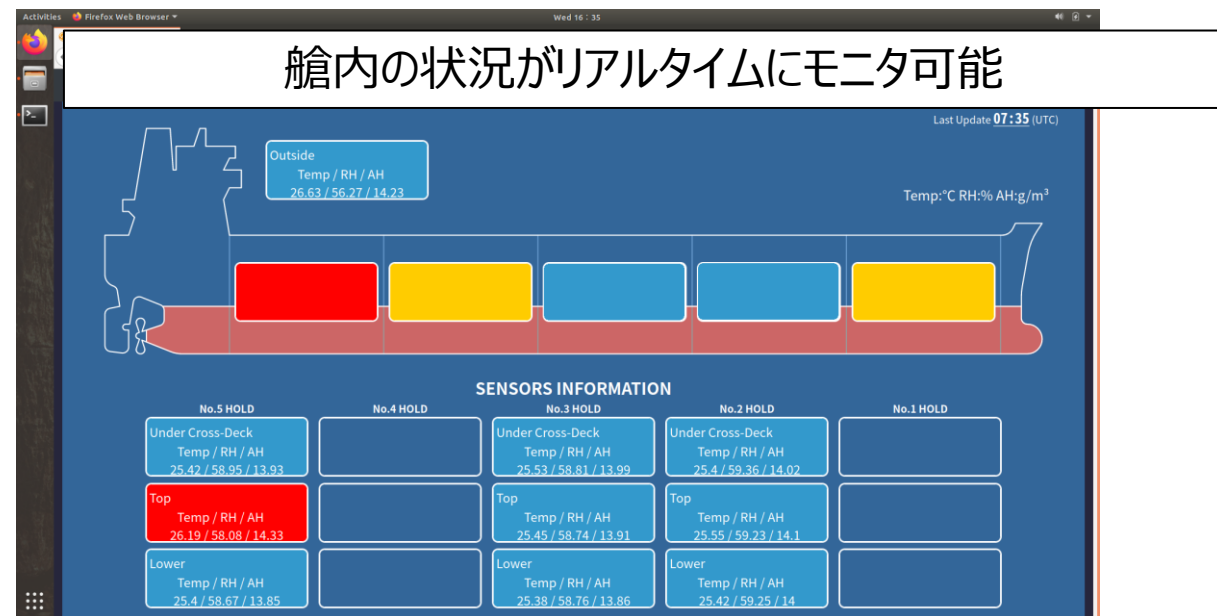 Activities Firefox Web Browser Wed 16:35
艙内の状況がリアルタイムにモニタ可能
Last Update 07:35 (UTC)
Outside
Temp / RH / AH
26.63 / 56.27 / 14.23
Temp:°C RH:% AH:g/m³
SENSORS INFORMATION
No.5 HOLD No.4 HOLD No.3 HOLD No.2 HOLD No.1 HOLD
Under Cross-Deck Under Cross-Deck Under Cross-Deck
Temp / RH / AH Temp / RH / AH Temp / RH / AH
25.42 / 58.95 / 13.93 25.53 / 58.81 / 13.99 25.4 / 59.36 / 14.02
Top Top Top
Temp / RH / AH Temp / RH / AH Temp / RH / AH
26.19 / 58.08 / 14.33 25.45 / 58.74 / 13.91 25.55 / 59.23 / 14.1
Lower Lower Lower
Temp / RH / AH Temp / RH / AH Temp / RH / AH
25.4 / 58.67 / 13.85 25.38 / 58.76 / 13.86 25.42 / 59.25 / 14